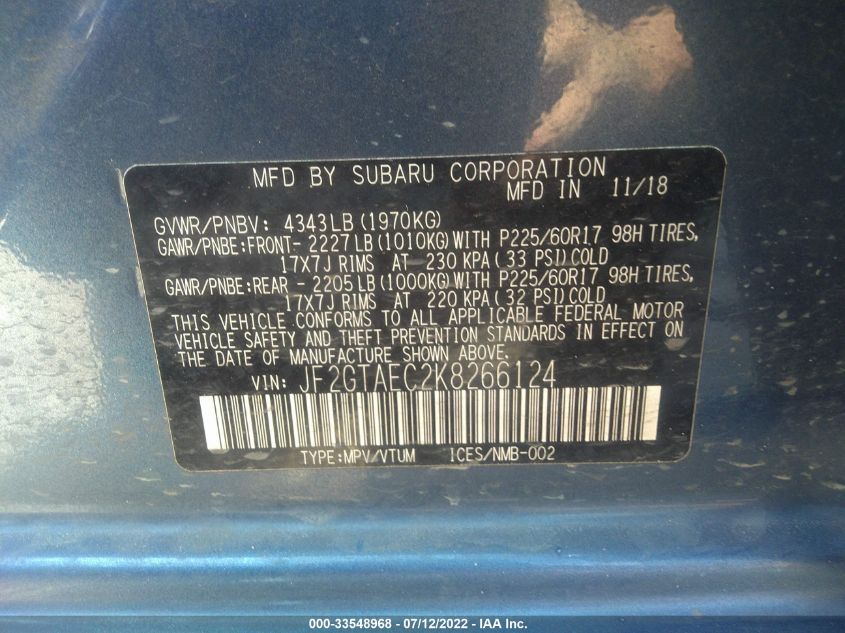 MFD BY SUBARU CORPORATION
MFD IN 11/18
GVWR/PNBV: 4343LB(1970KG)
GAWR/PNBE:FRONT- 2227LB(1010KG)WITH P225/60R17 98H TIRES,
17X7J RIMS AT 230 KPA( 33 PSI)COLD
GAWR/PNBE:REAR - 2205LB(1000KG)WITH P225/60R17 98H TIRES,
17X7J RIMS AT 220 KPA( 32 PSI)COLD
THIS VEHICLE CONFORMS TO ALL APPLICABLE FEDERAL MOTOR
VEHICLE SAFETY AND THEFT PREVENTION STANDARDS IN EFFECT ON
THE DATE OF MANUFACTURE SHOWN ABOVE.
VIN: JF2GTAEC2K8266124
TYPE:MPV/VTUM ICES/NMB-002
000-33548968 - 07/12/2022 - IAA Inc.